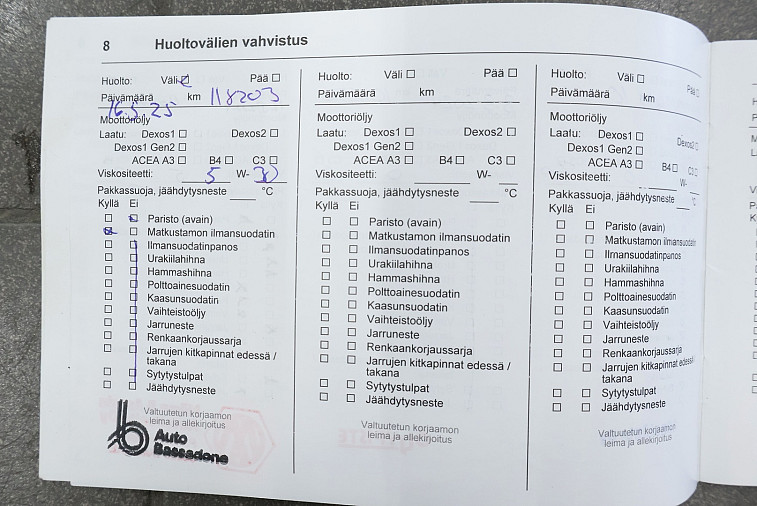 8 Huoltovälien vahvistus
Huolto: Väli Pää
Päivämäärä km 118203
16.5.25
Moottoriöljy
Laatu: Dexos1 Dexos2
Dexos1 Gen2
ACEA A3 B4 C3
Viskositeetti: 5 W- 30
Pakkassuoja, jäähdytysneste °C
Kyllä Ei
Paristo (avain)
Matkustamon ilmansuodatin
Ilmansuodatinpanos
Urakiilahihna
Hammashihna
Polttoainesuodatin
Kaasunsuodatin
Vaihteistoöljy
Jarruneste
Renkaankorjaussarja
Jarrujen kitkapinnat edessä /
takana
Sytytystulpat
Jäähdytysneste
Valtuutetun korjaamon
leima ja allekirjoitus
Auto
Bassadone
Huolto: Väli Pää
Päivämäärä km
Moottoriöljy
Laatu: Dexos1 Dexos2
Dexos1 Gen2
ACEA A3 B4 C3
Viskositeetti: W-
Pakkassuoja, jäähdytysneste °C
Kyllä Ei
Paristo (avain)
Matkustamon ilmansuodatin
Ilmansuodatinpanos
Urakiilahihna
Hammashihna
Polttoainesuodatin
Kaasunsuodatin
Vaihteistoöljy
Jarruneste
Renkaankorjaussarja
Jarrujen kitkapinnat edessä /
takana
Sytytystulpat
Jäähdytysneste
Valtuutetun korjaamon
leima ja allekirjoitus
Huolto: Väli Pää
Päivämäärä km
Moottoriöljy
Laatu: Dexos1 Dexos2
Dexos1 Gen2
ACEA A3 B4 C3
Viskositeetti: W-
Pakkassuoja, jäähdytysneste °C
Kyllä Ei
Paristo (avain)
Matkustamon ilmansuodatin
Ilmansuodatinpanos
Urakiilahihna
Hammashihna
Polttoainesuodatin
Kaasunsuodatin
Vaihteistoöljy
Jarruneste
Renkaankorjaussarja
Jarrujen kitkapinnat edessä /
takana
Sytytystulpat
Jäähdytysneste
Valtuutetun korjaamon
leima ja allekirjoitus